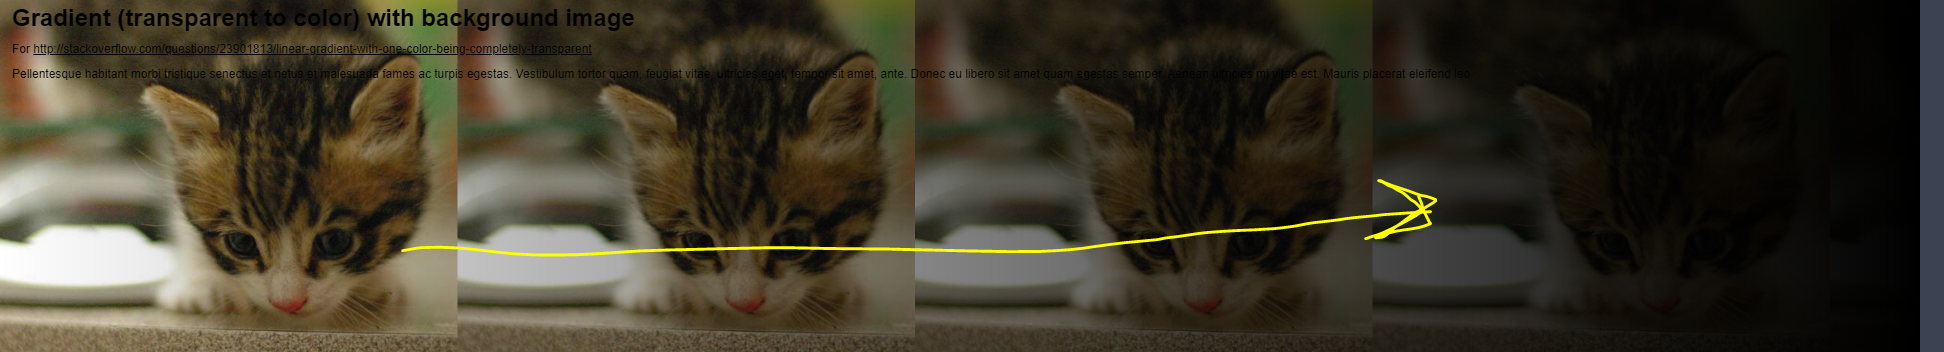 Gradient (transparent to color) with background image
For http://stackoverflow.com/questions/23901813/linear-gradient-with-one-color-being-completely-transparent
Pellentesque habitant morbi tristique senectus et netus et malesuada fames ac turpis egestas. Vestibulum tortor quam, feugiat vitae, ultricies eget, tempor sit amet, ante. Donec eu libero sit amet quam egestas semper. Aenean ultricies mi vitae est. Mauris placerat eleifend leo.